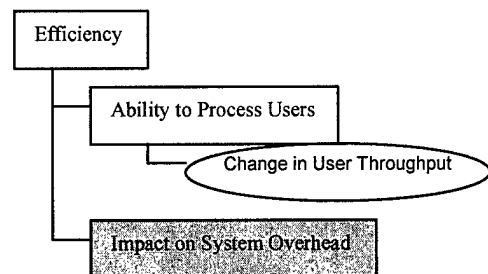 Efficiency
Ability to Process Users
Change in User Throughput
Impact on System Overhead